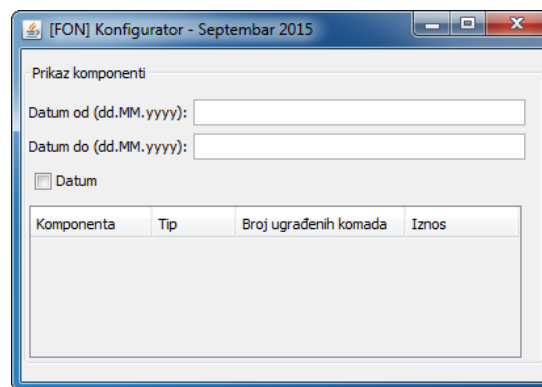 [FON] Konfigurator - Septembar 2015
Prikaz komponenti
Datum od (dd.MM.yyyy):
Datum do (dd.MM.yyyy):
Datum
Komponenta Tip Broj ugrađenih komada Iznos